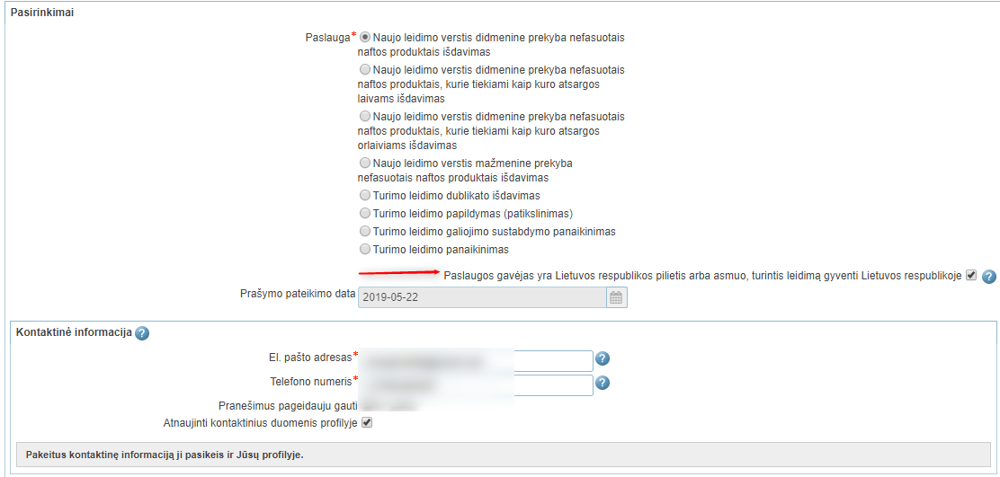 Pasirinkimai
Paslauga* Naujo leidimo verstis didmenine prekyba nefasuotais
naftos produktais išdavimas
Naujo leidimo verstis didmenine prekyba nefasuotais
naftos produktais, kurie tiekiami kaip kuro atsargos
laivams išdavimas
Naujo leidimo verstis didmenine prekyba nefasuotais
naftos produktais, kurie tiekiami kaip kuro atsargos
orlaiviams išdavimas
Naujo leidimo verstis mažmenine prekyba
nefasuotais naftos produktais išdavimas
Turimo leidimo dublikato išdavimas
Turimo leidimo papildymas (patikslinimas)
Turimo leidimo galiojimo sustabdymo panaikinimas
Turimo leidimo panaikinimas
Paslaugos gavėjas yra Lietuvos respublikos pilietis arba asmuo, turintis leidimą gyventi Lietuvos respublikoje ?
Prašymo pateikimo data 2019-05-22
Kontaktinė informacija ?
El. pašto adresas* ?
Telefono numeris* ?
Pranešimus pageidauju gauti
Atnaujinti kontaktinius duomenis profilyje
Pakeitus kontaktinę informaciją ji pasikeis ir Jūsų profilyje.